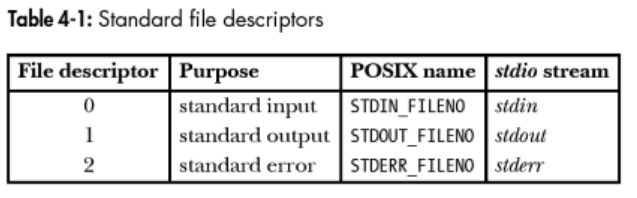 Table 4-1: Standard file descriptors
File descriptor Purpose POSIX name stdio stream
0 standard input STDIN_FILENO stdin
1 standard output STDOUT_FILENO stdout
2 standard error STDERR_FILENO stderr